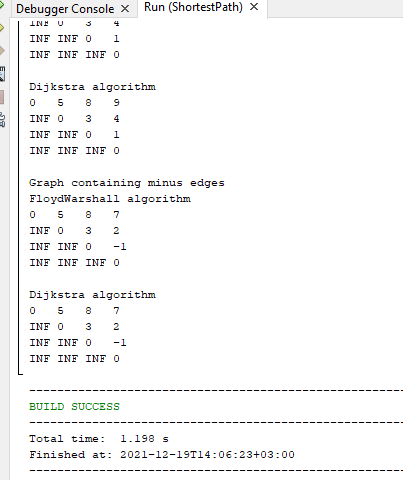 Debugger Console × Run (ShortestPath) ×
INF 0 3 4
INF INF 0 1
INF INF INF 0
Dijkstra algorithm
0 5 8 9
INF 0 3 4
INF INF 0 1
INF INF INF 0
Graph containing minus edges
FloydWarshall algorithm
0 5 8 7
INF 0 3 2
INF INF 0 -1
INF INF INF 0
Dijkstra algorithm
0 5 8 7
INF 0 3 2
INF INF 0 -1
INF INF INF 0
------------------------------------------------------
BUILD SUCCESS
------------------------------------------------------
Total time: 1.198 s
Finished at: 2021-12-19T14:06:23+03:00
------------------------------------------------------